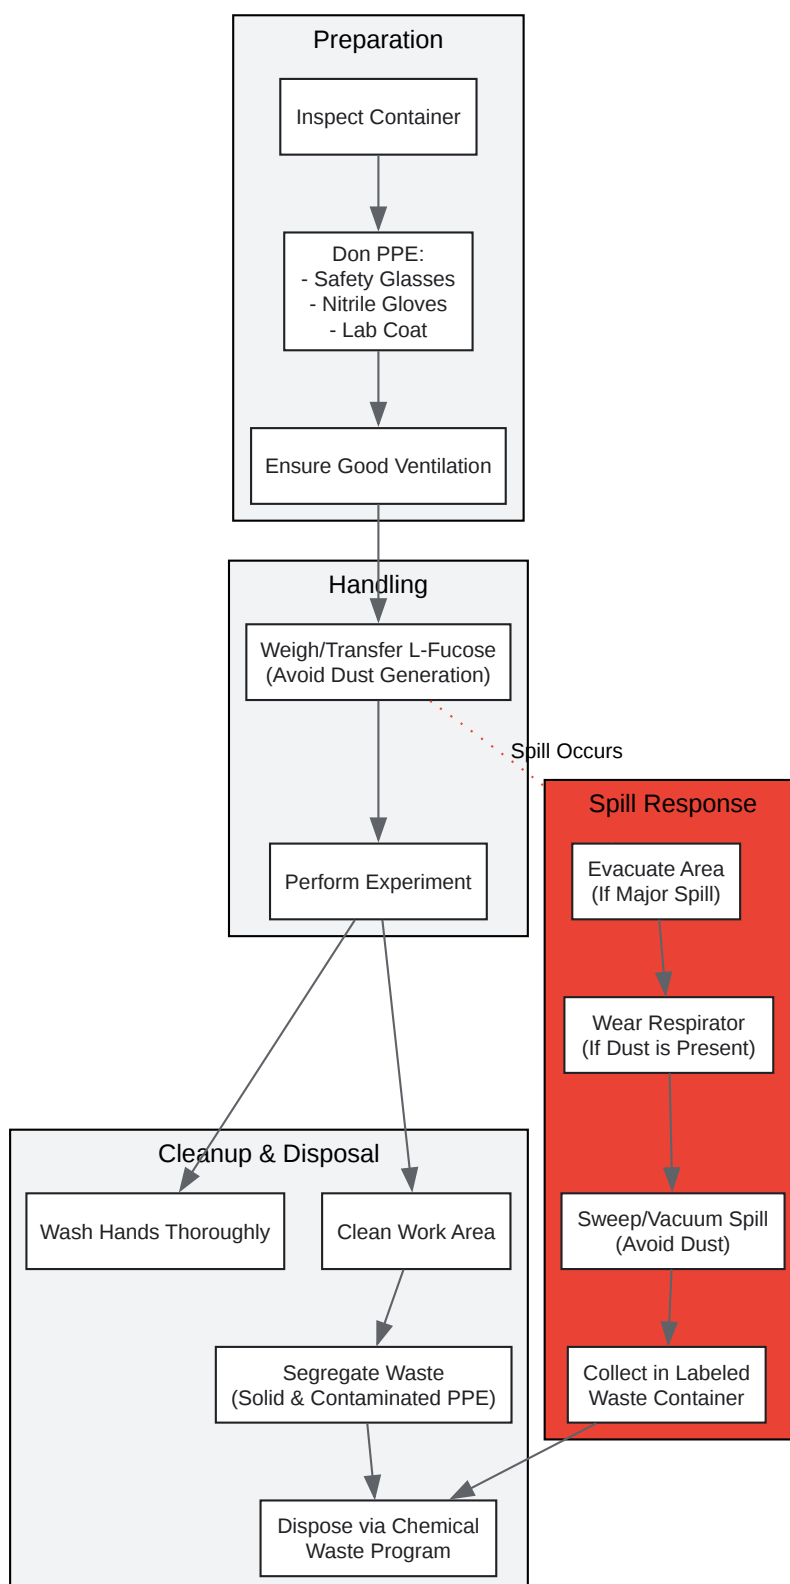 Preparation
Inspect Container
Don PPE:
- Safety Glasses
- Nitrile Gloves
- Lab Coat
Ensure Good Ventilation
Handling
Weigh/Transfer L-Fucose
(Avoid Dust Generation)
Spill Occurs
Perform Experiment
Spill Response
Evacuate Area
(If Major Spill)
Wear Respirator
(If Dust is Present)
Sweep/Vacuum Spill
(Avoid Dust)
Collect in Labeled
Waste Container
Cleanup & Disposal
Wash Hands Thoroughly
Clean Work Area
Segregate Waste
(Solid & Contaminated PPE)
Dispose via Chemical
Waste Program